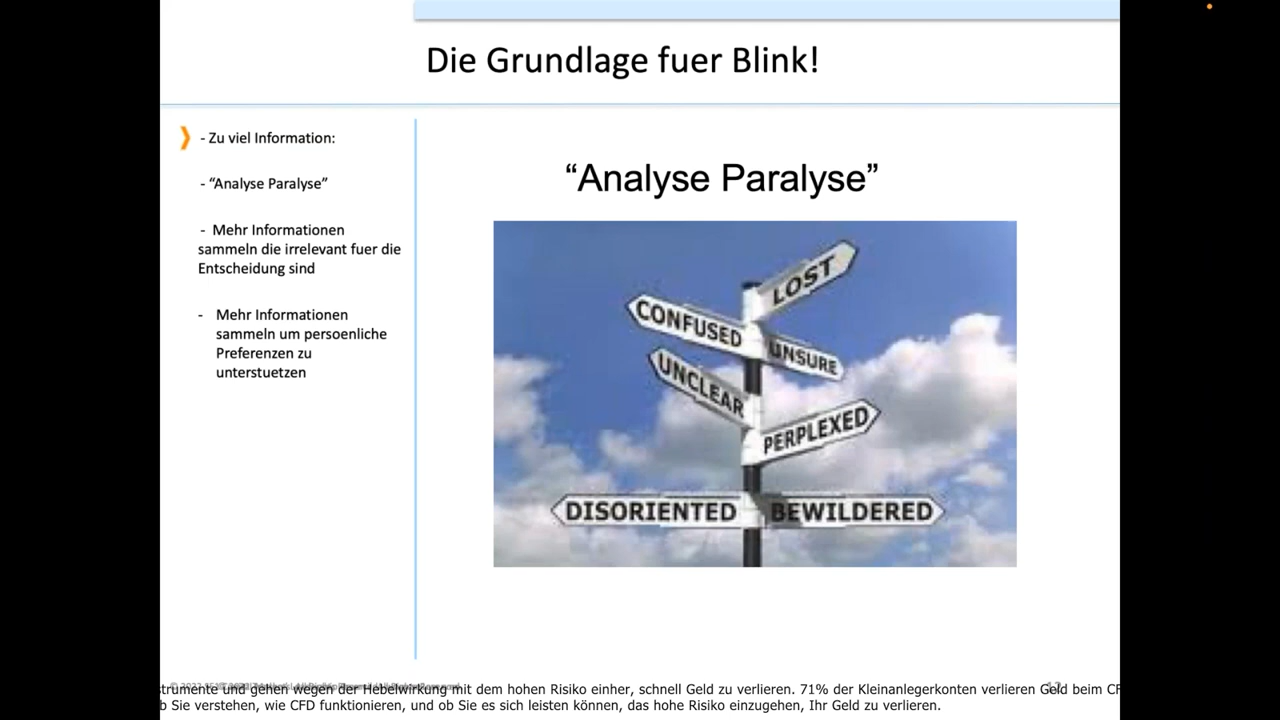 Die Grundlage fuer Blink!
- Zu viel Information:
- “Analyse Paralyse”
- Mehr Informationen
sammeln die irrelevant fuer die
Entscheidung sind
- Mehr Informationen
sammeln um persoenliche
Preferenzen zu
unterstuetzen
“Analyse Paralyse”
LOST
CONFUSED
UNSURE
UNCLEAR
PERPLEXED
DISORIENTED
BEWILDERED
und gehen wegen der Hebelwirkung mit dem hohen Risiko einher, schnell Geld zu verlieren. 71% der Kleinanlegerkonten verlieren Geld beim
Sie verstehen, wie CFD funktionieren, und ob Sie es sich leisten können, das hohe Risiko einzugehen, Ihr Geld zu verlieren.